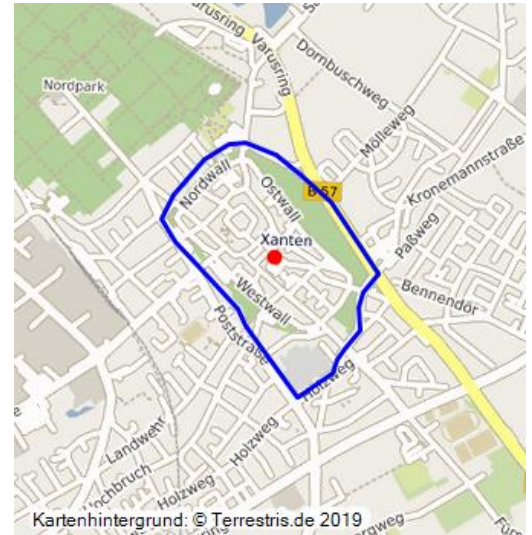 Varusring
Varusring
Dornbuschweg
Nordpark
Mölleweg
Kronemannstraße
Nordwall
Ostwall
B 57
Paßweg
Xanten
Bennendor
Westwall
Poststraße
Holzweg
Landwehr
Holzweg
Hochbruch
Holzweg
Kartenhintergrund: © Terrestris.de 2019